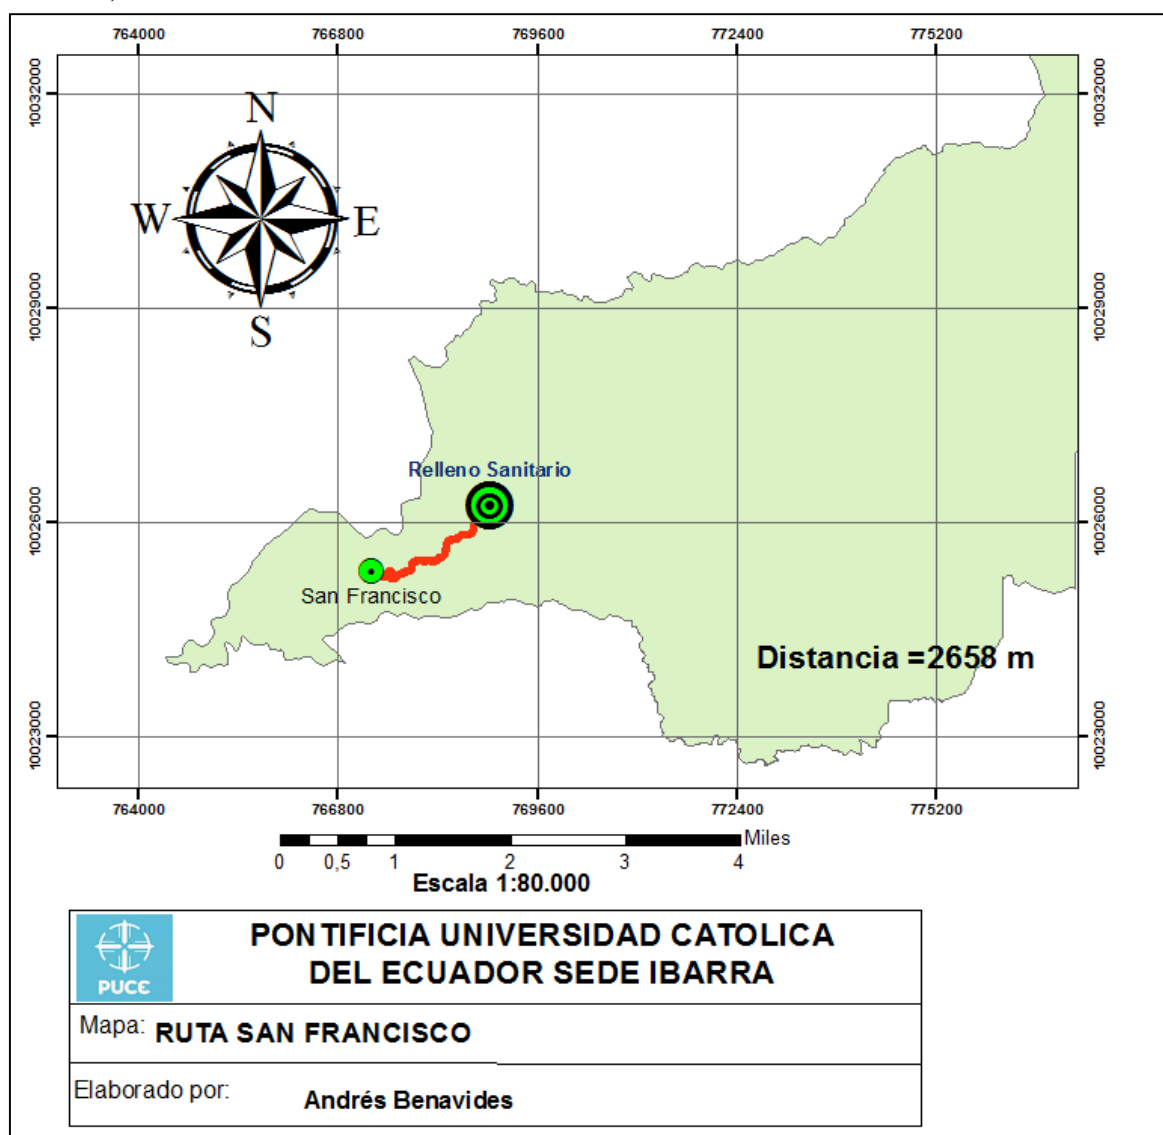 764000 766800 769600 772400 775200
10032000 10032000
N
W E
S
10029000 10029000
Relleno Sanitario
10026000 10026000
San Francisco
Distancia =2658 m
10023000 10023000
764000 766800 769600 772400 775200
Miles
0 0,5 1 2 3 4
Escala 1:80.000
PONTIFICIA UNIVERSIDAD CATOLICA
DEL ECUADOR SEDE IBARRA
PUCE
Mapa: RUTA SAN FRANCISCO
Elaborado por: Andrés Benavides